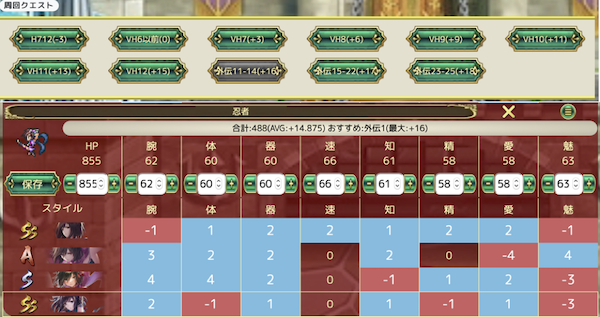 周回クエスト
H712(-3) VH6以前(0) VH7(+3) VH8(+6) VH9(+9) VH10(+11)
VH11(+13) VH12(+15) 外伝11-14(+16) 外伝15-22(+17) 外伝23-25(+18)
忍者
合計:488(AVG:+14.875) おすすめ:外伝1(最大:+16)
HP 腕 体 器 速 知 精 愛 魅
855 62 60 60 66 61 58 58 63
保存 855 62 60 60 66 61 58 58 63
スタイル 腕 体 器 速 知 精 愛 魅
SS -1 1 2 2 1 2 2 -1
A 3 2 2 0 2 0 -4 4
S 4 4 2 0 -1 1 2 -3
SS 2 -1 1 0 1 -1 1 -3